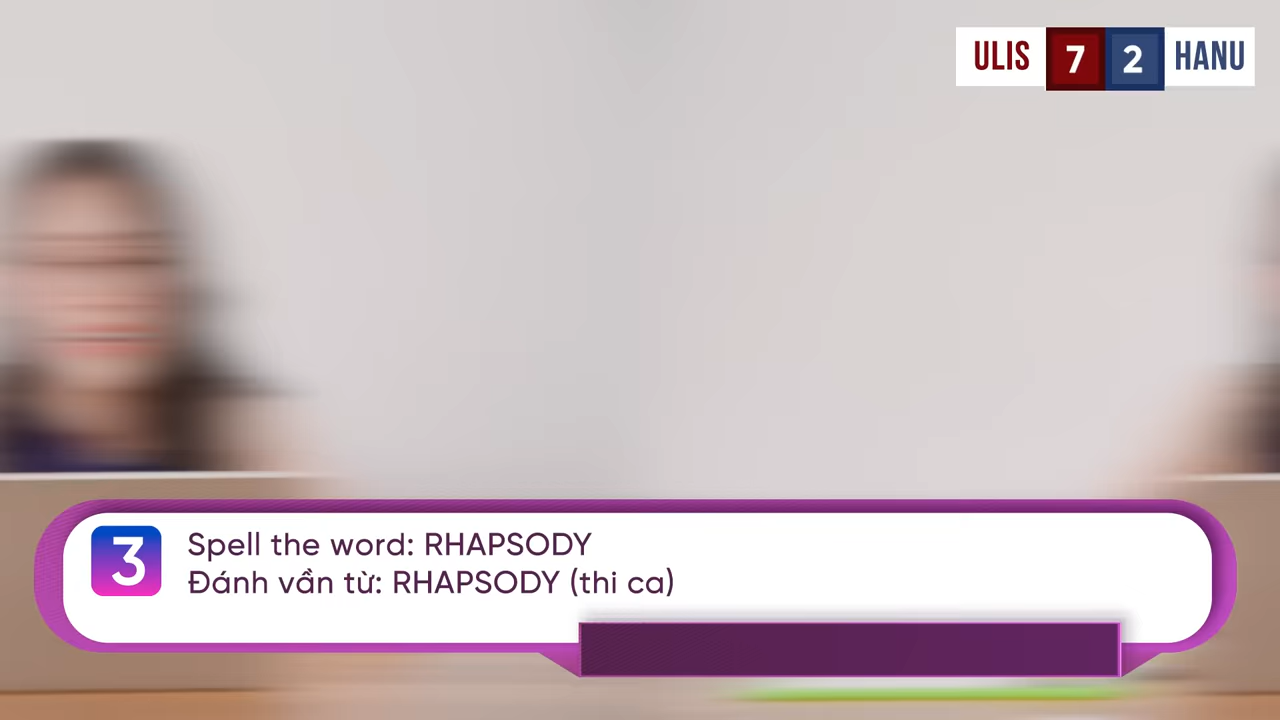 ULIS 7 2 HANU
3 Spell the word: RHAPSODY
Đánh vần từ: RHAPSODY (thi ca)